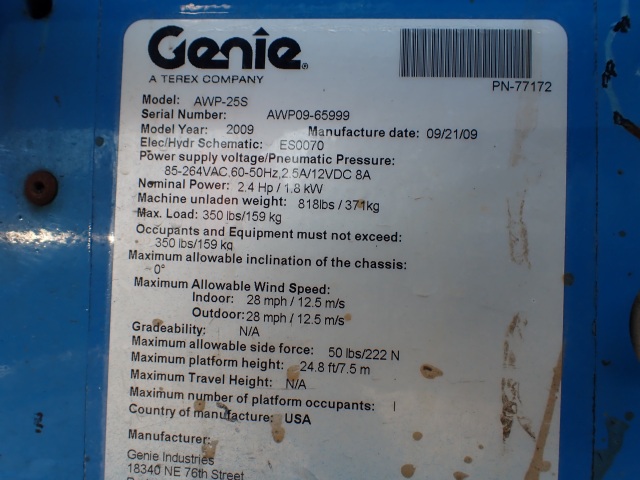 Genie
A TEREX COMPANY
PN-77172
Model: AWP-25S
Serial Number: AWP09-65999
Model Year: 2009 Manufacture date: 09/21/09
Elec/Hydr Schematic: ES0070
Power supply voltage/Pneumatic Pressure:
85-264VAC,60-50Hz,2.5A/12VDC 8A
Nominal Power: 2.4 Hp / 1.8 kW
Machine unladen weight: 818lbs / 371kg
Max. Load: 350 lbs/159 kg
Occupants and Equipment must not exceed:
350 lbs/159 kg
Maximum allowable inclination of the chassis:
0°
Maximum Allowable Wind Speed:
Indoor: 28 mph / 12.5 m/s
Outdoor: 28 mph / 12.5 m/s
Gradeability: N/A
Maximum allowable side force: 50 lbs/222 N
Maximum platform height: 24.8 ft/7.5 m
Maximum Travel Height: N/A
Maximum number of platform occupants: 1
Country of manufacture: USA
Manufacturer:
Genie Industries
18340 NE 76th Street